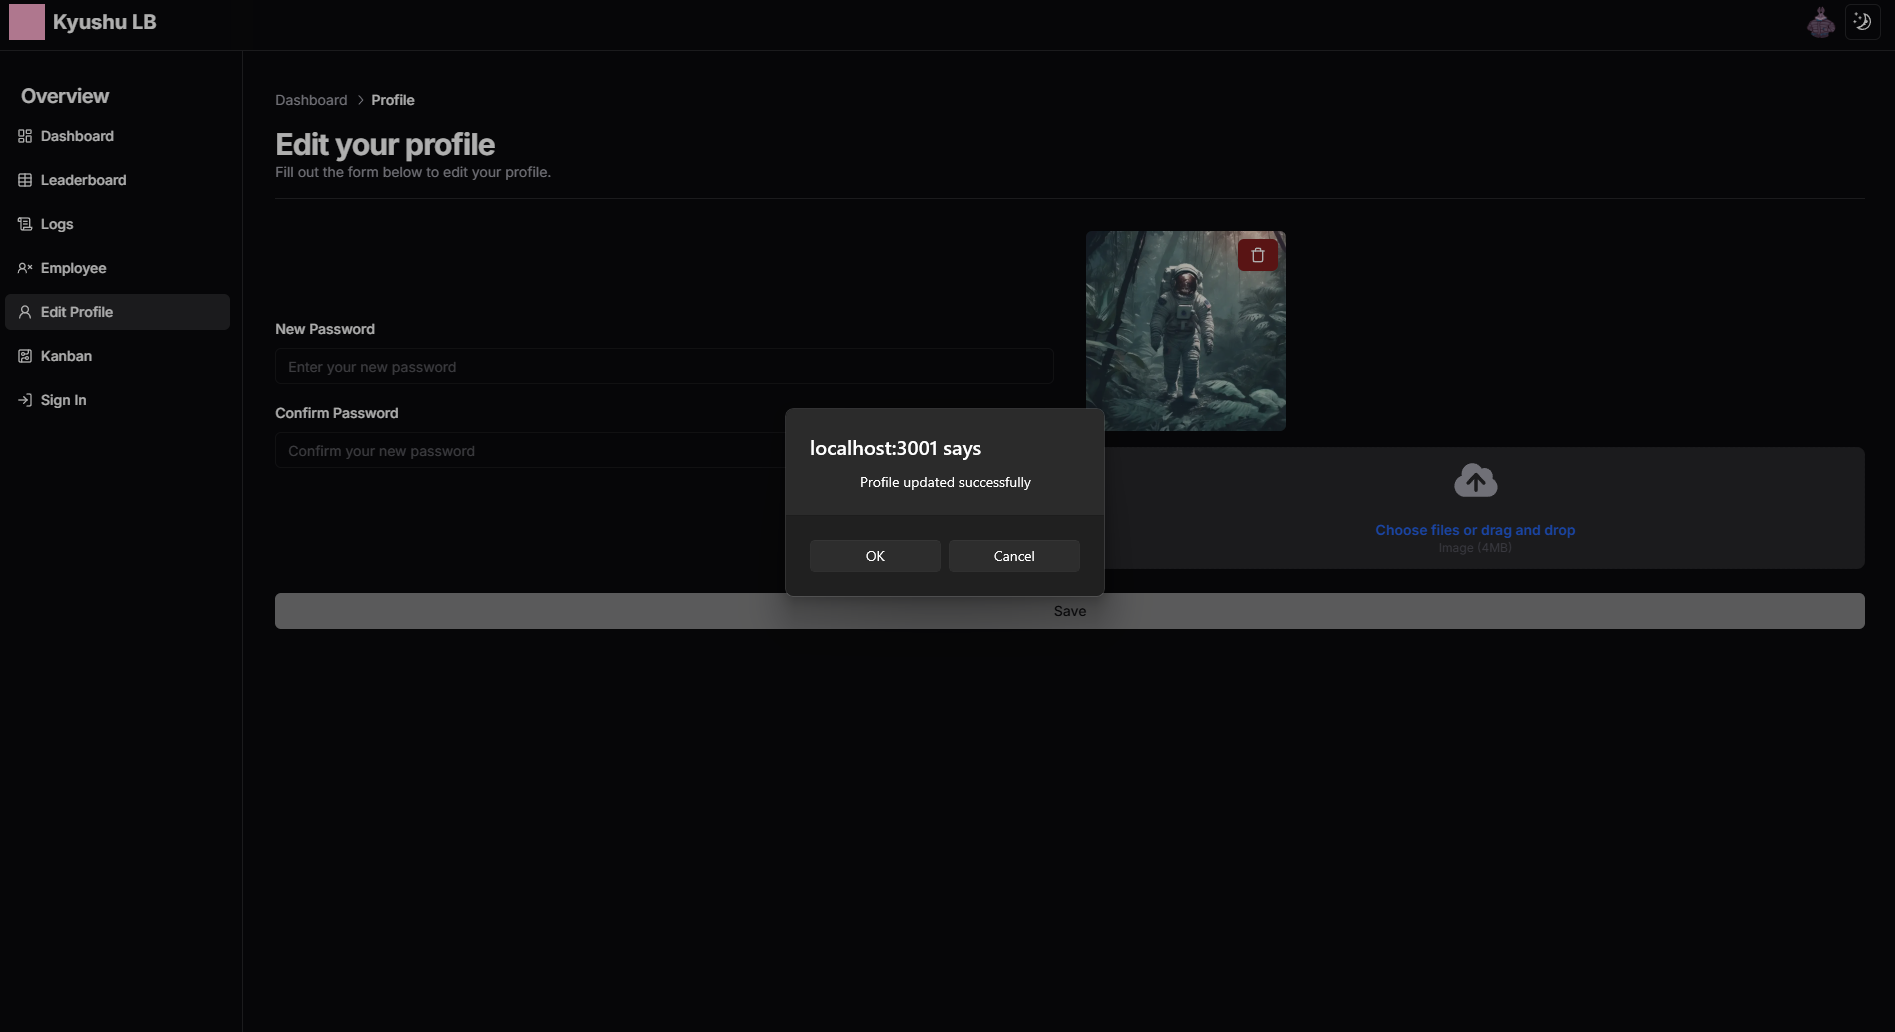 Kyushu LB
Overview
Dashboard
Leaderboard
Logs
Employee
Edit Profile
Kanban
Sign In
Dashboard > Profile
Edit your profile
Fill out the form below to edit your profile.
New Password
Enter your new password
Confirm Password
Confirm your new password
localhost:3001 says
Profile updated successfully
OK Cancel
Choose files or drag and drop
Image (4MB)
Save